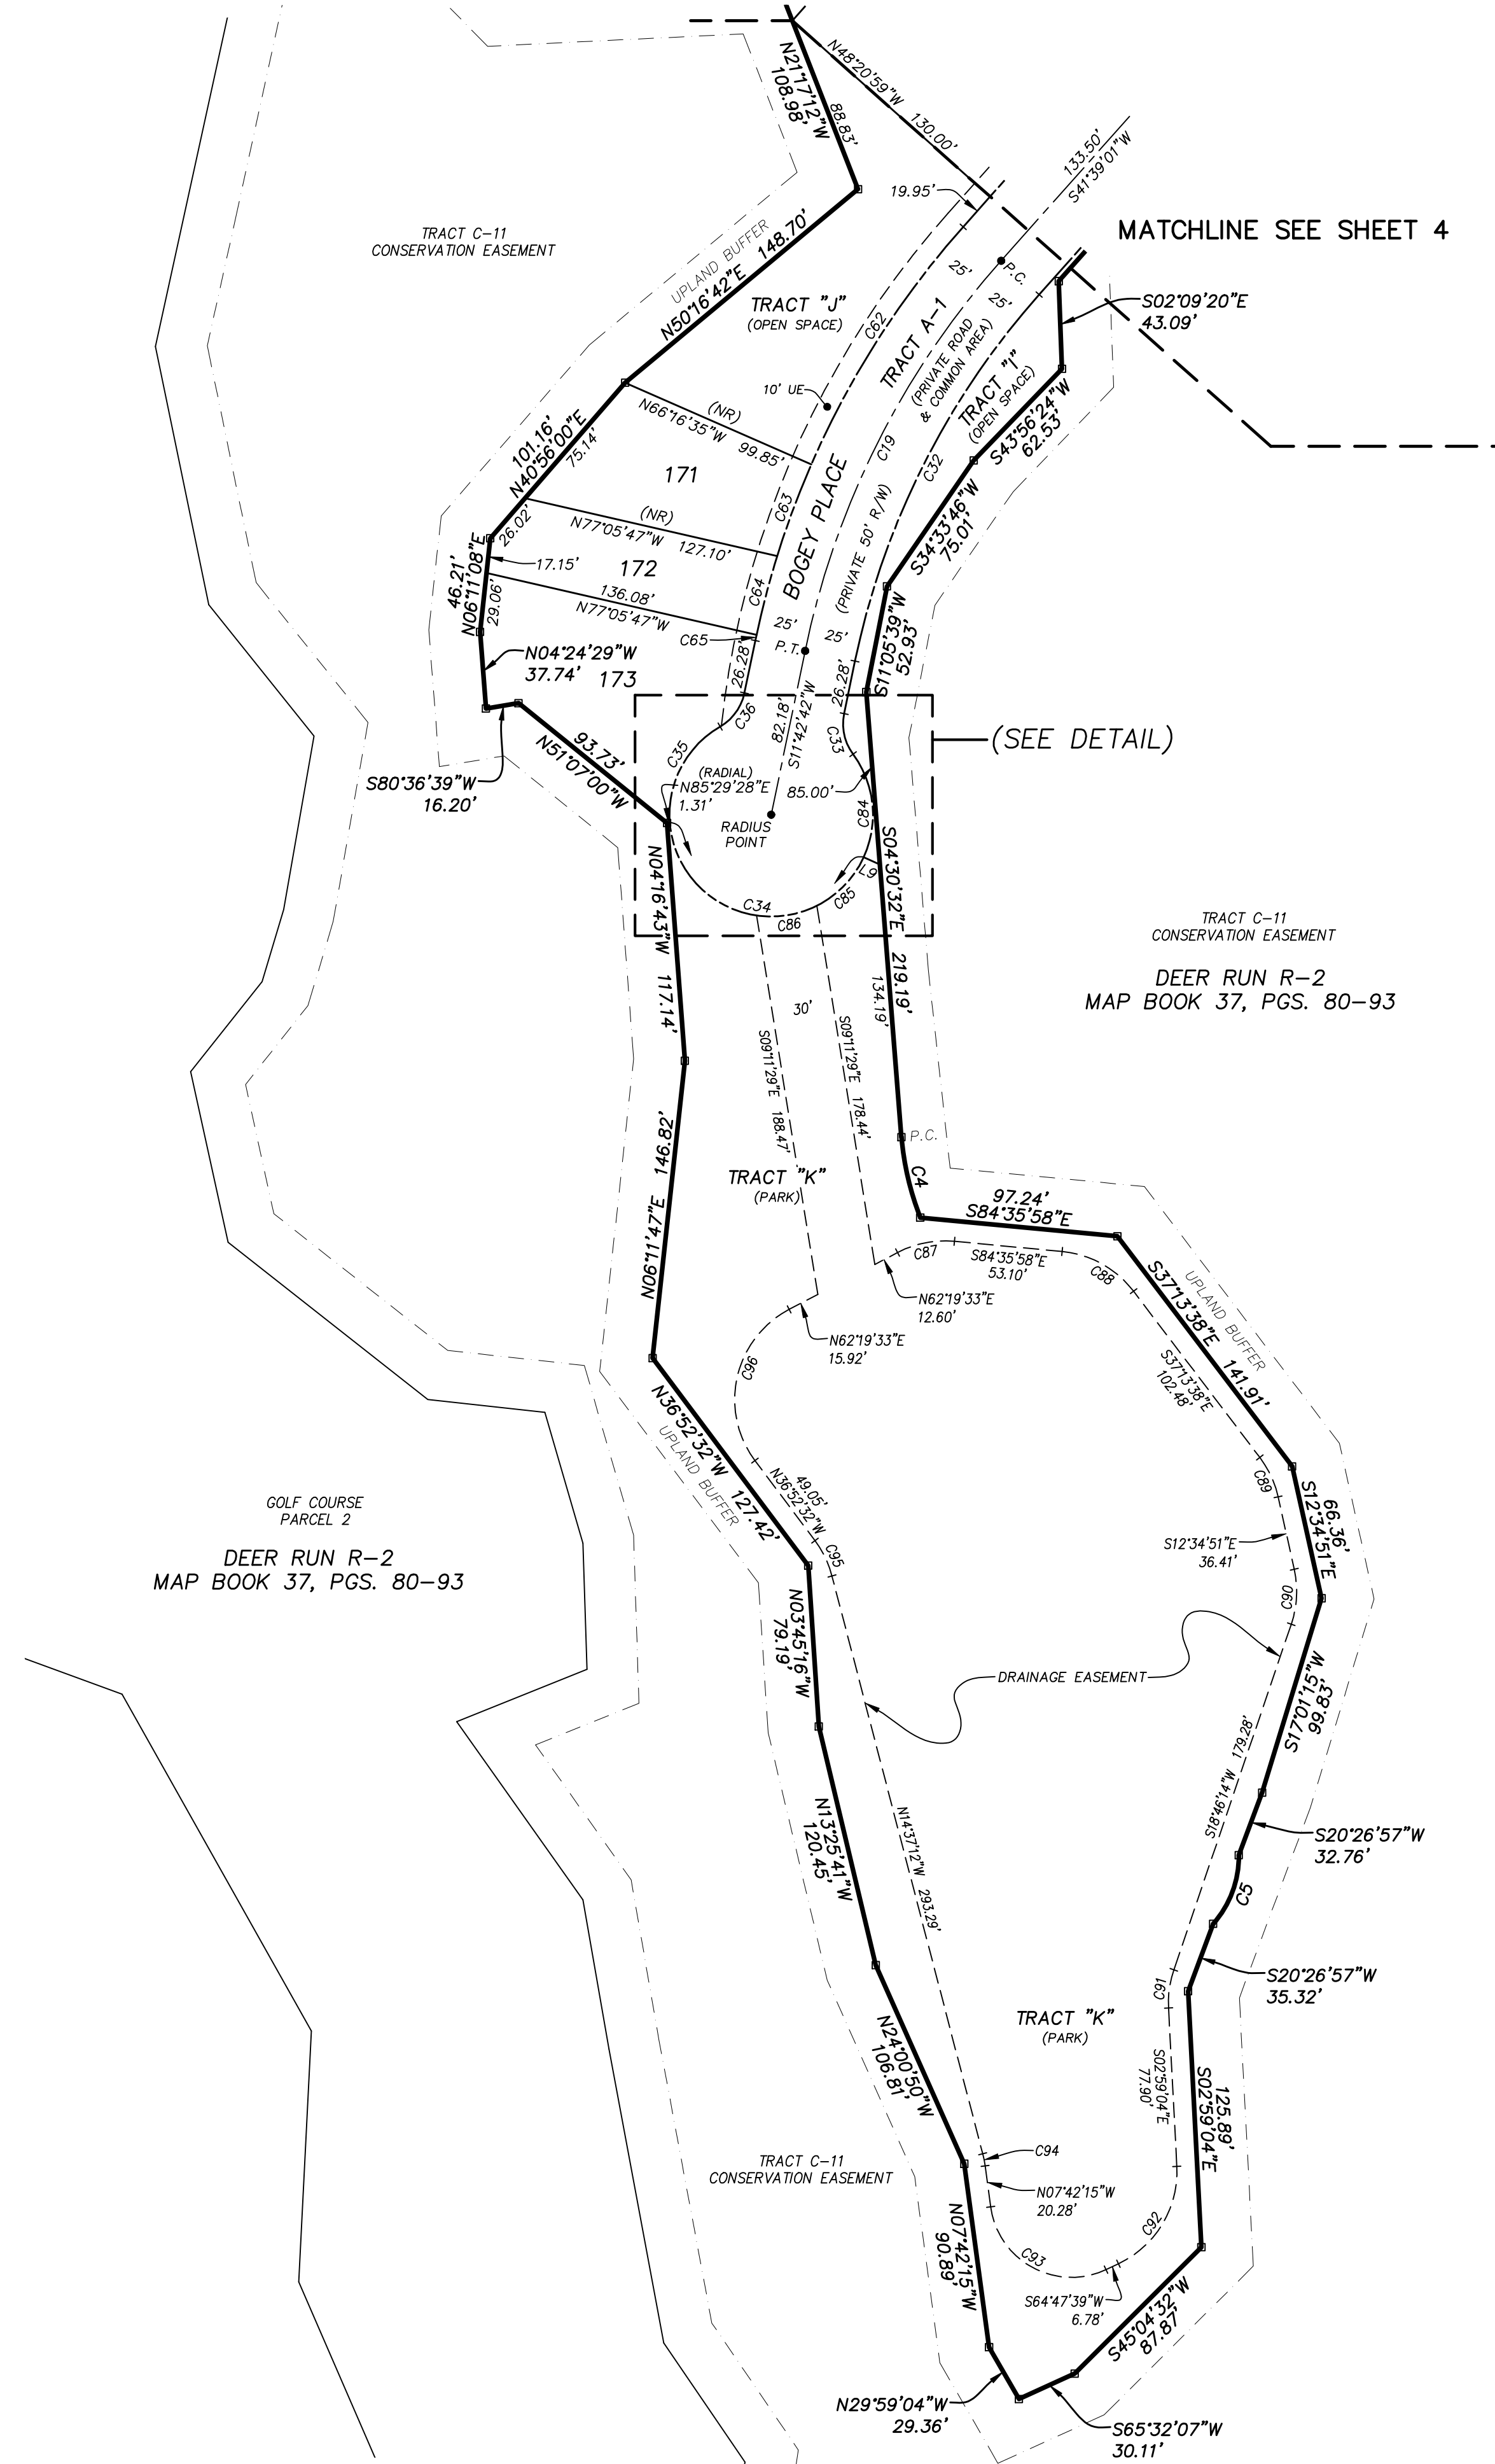 N21°17'12"W
108.98'
88.83'
N48°20'59"W
130.00'
133.50'
S41°39'01"W
19.95'
MATCHLINE SEE SHEET 4
TRACT C-11
CONSERVATION EASEMENT
UPLAND BUFFER
N50°16'42"E 148.70'
TRACT "J"
(OPEN SPACE)
C62
25'
P.C.
25'
TRACT A-1
(PRIVATE ROAD
& COMMON AREA)
TRACT "I"
(OPEN SPACE)
S02°09'20"E
43.09'
10' UE
C19
C32
S43°56'24"W
62.53'
(NR)
N66°16'35"W 99.85'
101.16'
N40°56'00"E
75.14'
26.02'
171
C63
BOGEY PLACE
(PRIVATE 50' R/W)
S34°33'46"W
75.01'
(NR)
N77°05'47"W 127.10'
46.21'
N06°11'08"E
17.15'
29.06'
172
136.08'
N77°05'47"W
C64
C65
25'
P.T.
25'
S11°05'39"W
52.93'
N04°24'29"W
37.74'
173
26.28'
26.28'
82.18'
S11°42'42"W
C36
C33
C35
(SEE DETAIL)
93.73'
N51°07'00"W
S80°36'39"W
16.20'
(RADIAL)
N85°29'28"E
1.31'
85.00'
RADIUS
POINT
C84
L9
C85
C34
C86
N04°16'43"W 117.14'
S04°30'32"E 219.19'
134.19'
TRACT C-11
CONSERVATION EASEMENT
DEER RUN R-2
MAP BOOK 37, PGS. 80-93
30'
S09°11'29"E 188.47'
S09°11'29"E 178.44'
P.C.
C4
N06°11'47"E 146.82'
TRACT "K"
(PARK)
97.24'
S84°35'58"E
C87
S84°35'58"E
53.10'
C88
N62°19'33"E
12.60'
N62°19'33"E
15.92'
S37°13'38"E 141.91'
UPLAND BUFFER
S37°13'38"E
102.48'
C96
N36°52'32"W 127.42'
UPLAND BUFFER
49.05'
N36°52'32"W
C95
C89
66.36'
S12°34'51"E
S12°34'51"E
36.41'
C90
GOLF COURSE
PARCEL 2
DEER RUN R-2
MAP BOOK 37, PGS. 80-93
N03°45'16"W
79.19'
DRAINAGE EASEMENT
S17°01'15"W
99.83'
S18°46'14"W 179.28'
N13°25'41"W
120.45'
N14°37'12"W 293.29'
S20°26'57"W
32.76'
C5
S20°26'57"W
35.32'
C91
TRACT "K"
(PARK)
N24°00'50"W
106.81'
S02°59'04"E
77.90'
125.89'
S02°59'04"E
TRACT C-11
CONSERVATION EASEMENT
C94
N07°42'15"W
20.28'
N07°42'15"W
90.89'
C93
C92
S64°47'39"W
6.78'
S45°04'32"W
87.87'
N29°59'04"W
29.36'
S65°32'07"W
30.11'